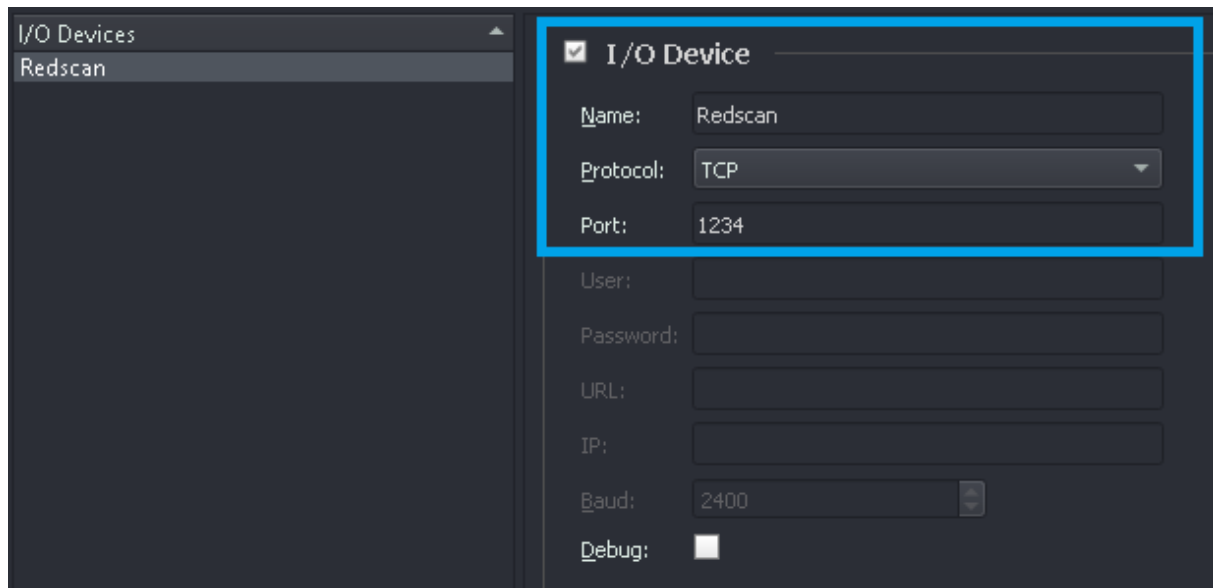 I/O Devices
Redscan
I/O Device
Name: Redscan
Protocol: TCP
Port: 1234
User:
Password:
URL:
IP:
Baud: 2400
Debug: